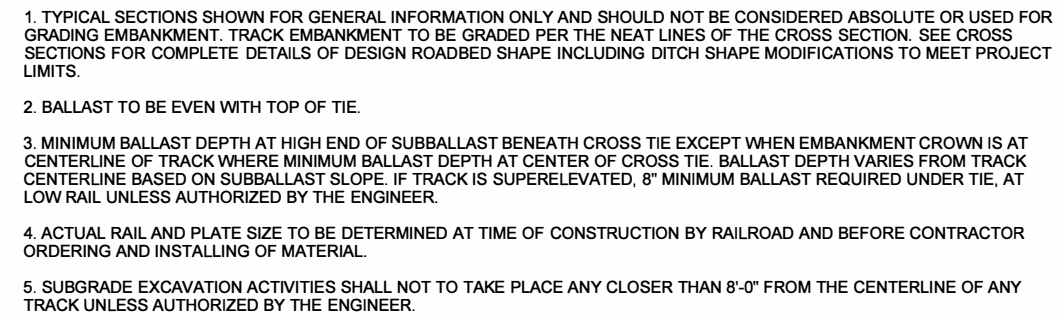 1. TYPICAL SECTIONS SHOWN FOR GENERAL INFORMATION ONLY AND SHOULD NOT BE CONSIDERED ABSOLUTE OR USED FOR
GRADING EMBANKMENT. TRACK EMBANKMENT TO BE GRADED PER THE NEAT LINES OF THE CROSS SECTION. SEE CROSS
SECTIONS FOR COMPLETE DETAILS OF DESIGN ROADBED SHAPE INCLUDING DITCH SHAPE MODIFICATIONS TO MEET PROJECT
LIMITS.
2. BALLAST TO BE EVEN WITH TOP OF TIE.
3. MINIMUM BALLAST DEPTH AT HIGH END OF SUBBALLAST BENEATH CROSS TIE EXCEPT WHEN EMBANKMENT CROWN IS AT
CENTERLINE OF TRACK WHERE MINIMUM BALLAST DEPTH AT CENTER OF CROSS TIE. BALLAST DEPTH VARIES FROM TRACK
CENTERLINE BASED ON SUBBALLAST SLOPE. IF TRACK IS SUPERELEVATED, 8" MINIMUM BALLAST REQUIRED UNDER TIE, AT
LOW RAIL UNLESS AUTHORIZED BY THE ENGINEER.
4. ACTUAL RAIL AND PLATE SIZE TO BE DETERMINED AT TIME OF CONSTRUCTION BY RAILROAD AND BEFORE CONTRACTOR
ORDERING AND INSTALLING OF MATERIAL.
5. SUBGRADE EXCAVATION ACTIVITIES SHALL NOT TO TAKE PLACE ANY CLOSER THAN 8'-0" FROM THE CENTERLINE OF ANY
TRACK UNLESS AUTHORIZED BY THE ENGINEER.